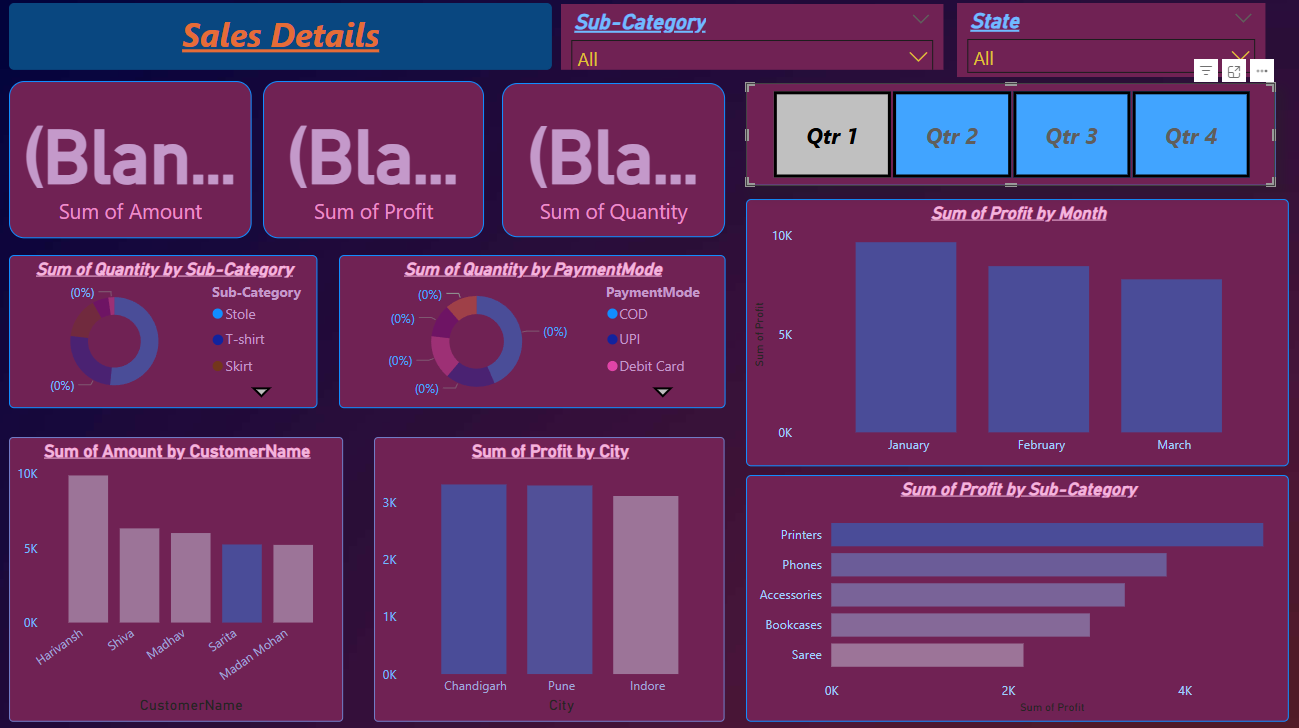 Sales Details
Sub-Category
All
State
All
(Blan...
Sum of Amount
(Bla...
Sum of Profit
(Bla...
Sum of Quantity
Qtr 1
Qtr 2
Qtr 3
Qtr 4
Sum of Quantity by Sub-Category
(0%)
(0%)
Sub-Category
Stole
T-shirt
Skirt
Sum of Quantity by PaymentMode
(0%)
(0%)
(0%)
(0%)
(0%)
PaymentMode
COD
UPI
Debit Card
Sum of Profit by Month
10K
5K
0K
Sum of Profit
January
February
March
Sum of Amount by CustomerName
10K
5K
0K
Harivansh
Shiva
Madhav
Sarita
Madan Mohan
CustomerName
Sum of Profit by City
3K
2K
1K
0K
Chandigarh
Pune
Indore
City
Sum of Profit by Sub-Category
Printers
Phones
Accessories
Bookcases
Saree
0K
2K
4K
Sum of Profit